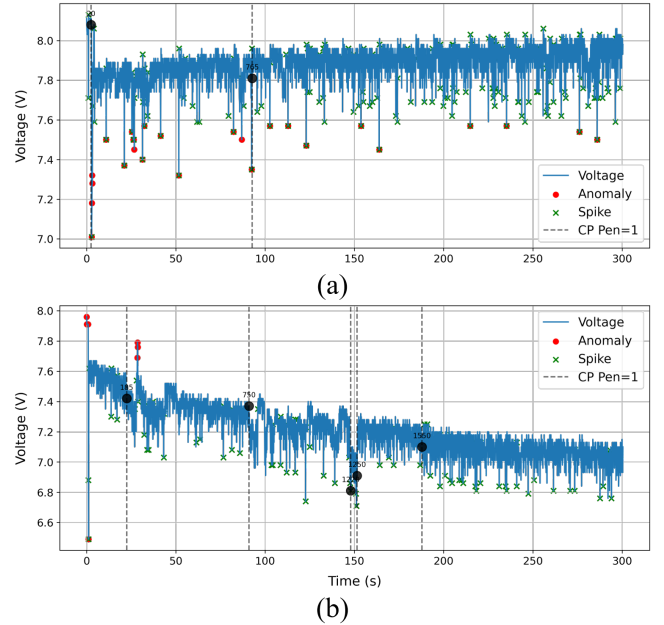 8.0
7.8
7.6
7.4
7.2
7.0
Voltage (V)
20
765
Voltage
Anomaly
Spike
CP Pen=1
0
50
100
150
200
250
300
(a)
8.0
7.8
7.6
7.4
7.2
7.0
6.8
6.6
Voltage (V)
750
1550
1250
Voltage
Anomaly
Spike
CP Pen=1
0
50
100
150
200
250
300
Time (s)
(b)